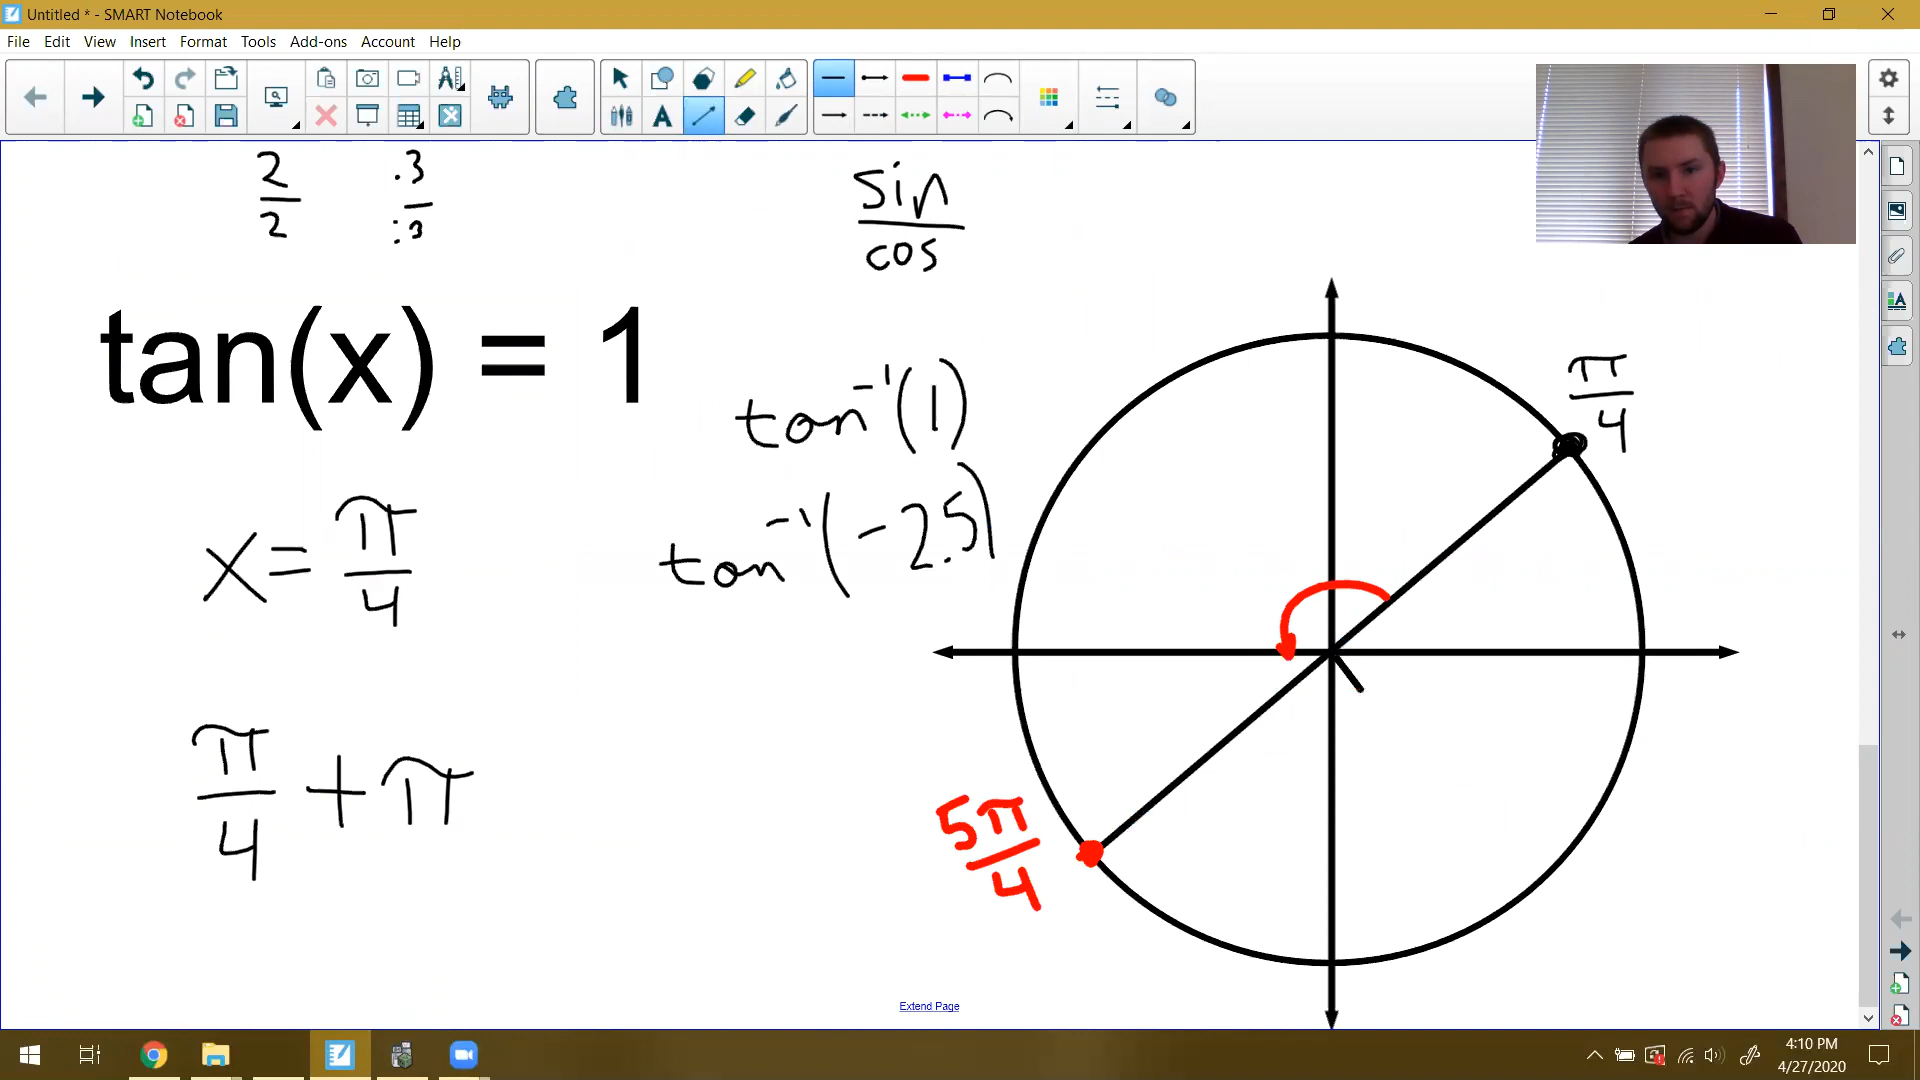 Untitled * - SMART Notebook
File Edit View Insert Format Tools Add-ons Account Help
2/2
.3/.3
sin/cos
tan(x) = 1
tan⁻¹(1)
π/4
x = π/4
tan⁻¹(-2.5)
π/4 + π
5π/4
Extend Page
4:10 PM
4/27/2020